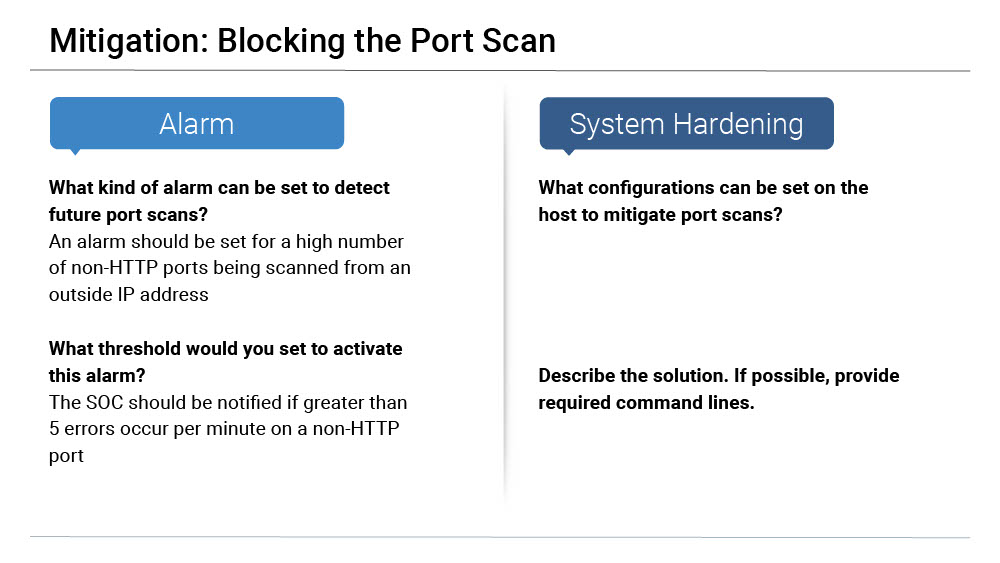 Mitigation: Blocking the Port Scan
Alarm
What kind of alarm can be set to detect
future port scans?
An alarm should be set for a high number
of non-HTTP ports being scanned from an
outside IP address
What threshold would you set to activate
this alarm?
The SOC should be notified if greater than
5 errors occur per minute on a non-HTTP
port
System Hardening
What configurations can be set on the
host to mitigate port scans?
Describe the solution. If possible, provide
required command lines.